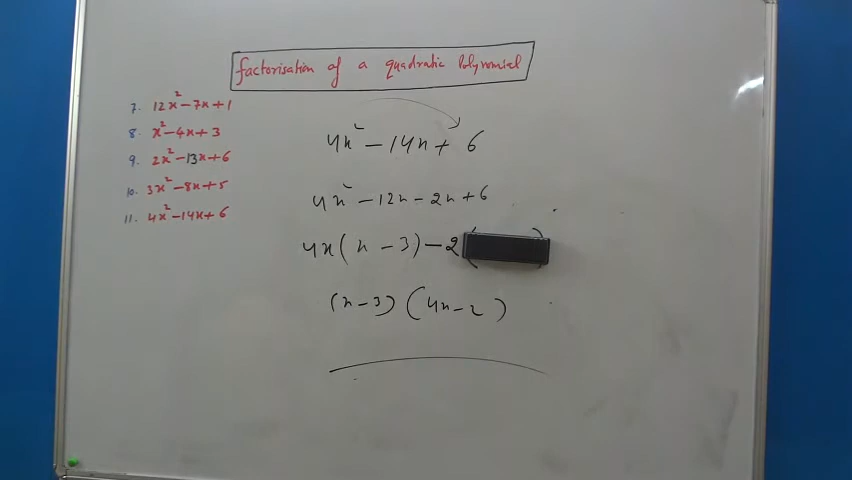 factorisation of a quadratic Polynomial
7. 12x² - 7x + 1
8. x² - 4x + 3
9. 2x² - 13x + 6
10. 3x² - 8x + 5
11. 4x² - 14x + 6
4x² - 14x + 6
4x² - 12x - 2x + 6
4x(x - 3) - 2( )
(x - 3) (4x - 2)